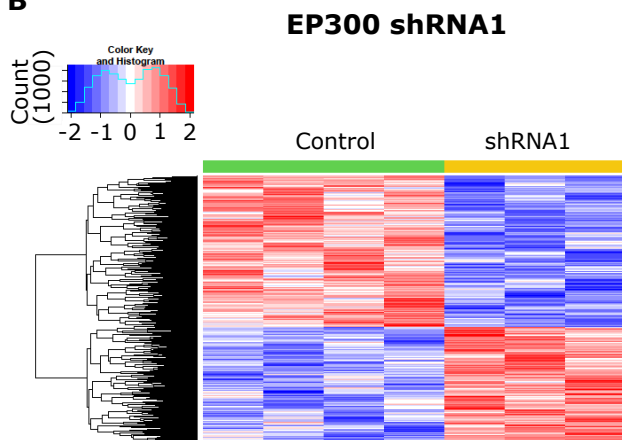 B
EP300 shRNA1
Color Key
and Histogram
Count
(1000)
-2 -1 0 1 2
Control shRNA1